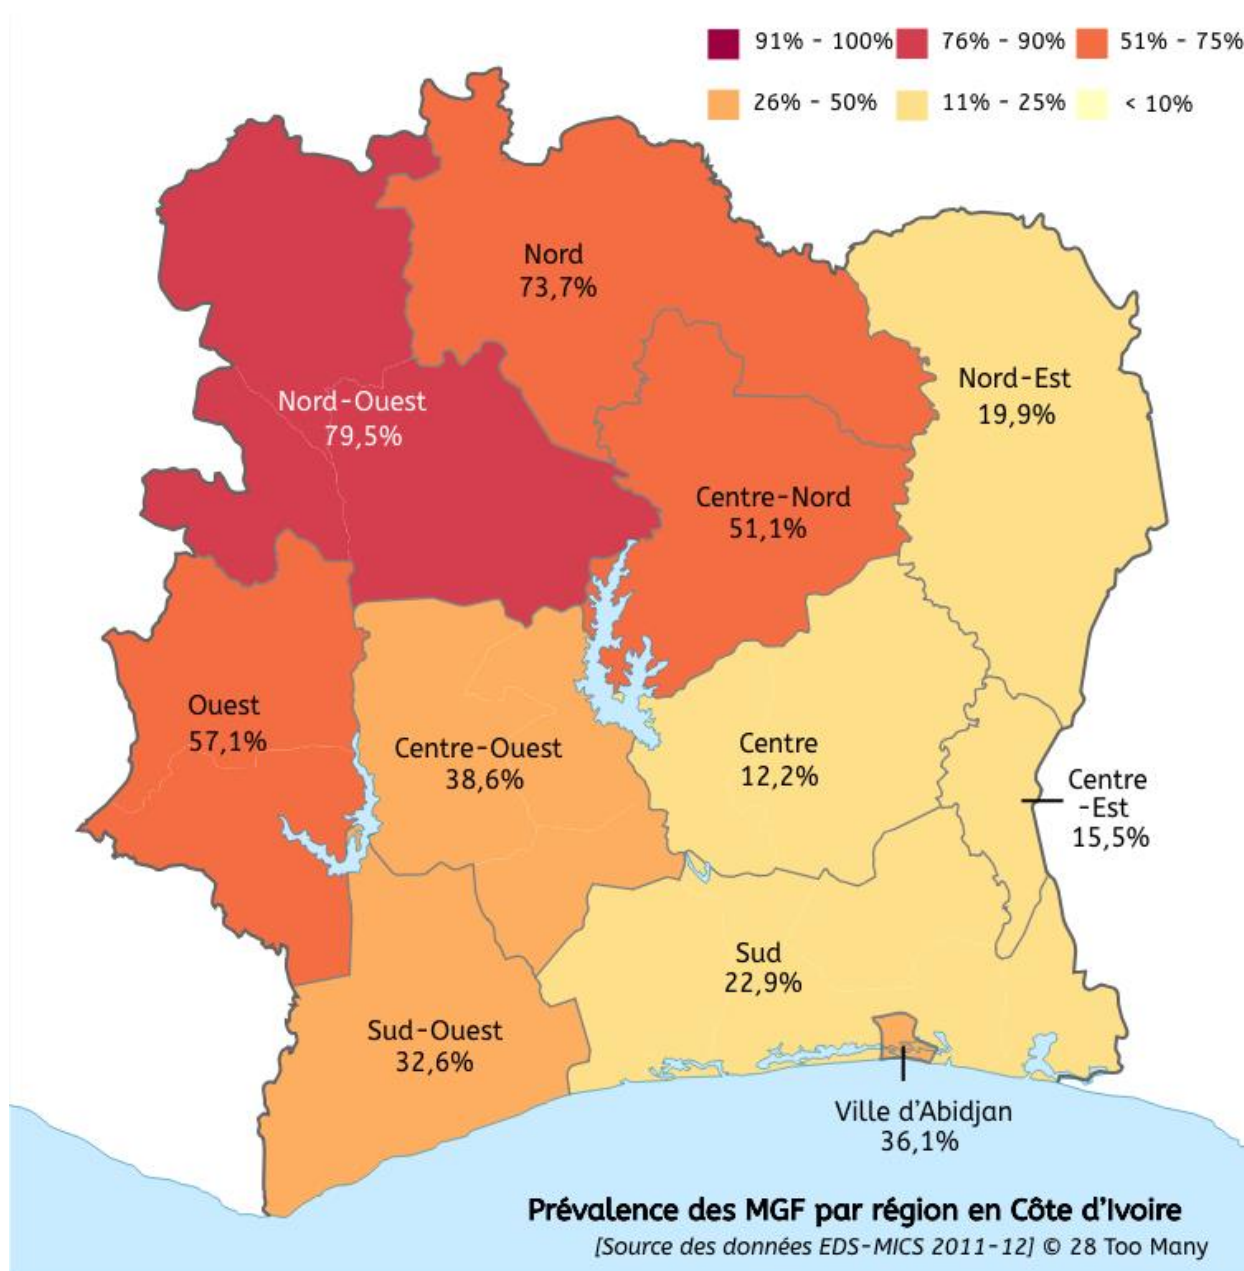 91% - 100% 76% - 90% 51% - 75%
26% - 50% 11% - 25% < 10%
Nord
73,7%
Nord-Est
19,9%
Nord-Ouest
79,5%
Centre-Nord
51,1%
Ouest
57,1%
Centre-Ouest
38,6%
Centre
12,2%
Centre
-Est
15,5%
Sud
22,9%
Sud-Ouest
32,6%
Ville d'Abidjan
36,1%
Prévalence des MGF par région en Côte d'Ivoire
[Source des données EDS-MICS 2011-12] © 28 Too Many